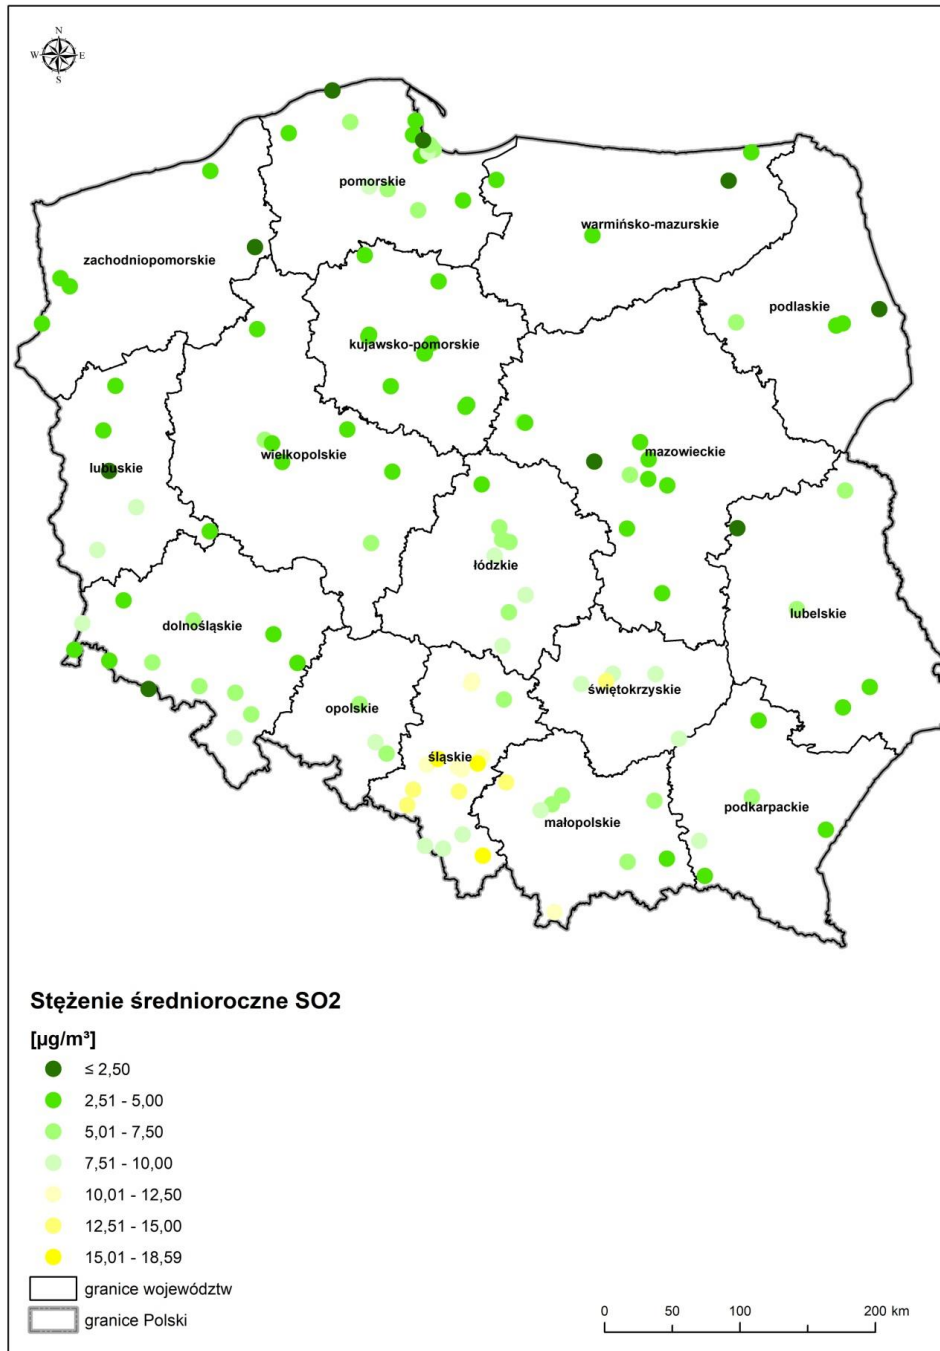 N
W E
S
pomorskie
warmińsko-mazurskie
zachodniopomorskie
podlaskie
kujawsko-pomorskie
mazowieckie
wielkopolskie
lubuskie
łódzkie
lubelskie
dolnośląskie
świętokrzyskie
opolskie
śląskie
podkarpackie
małopolskie
Stężenie średnioroczne SO2
[µg/m³]
≤ 2,50
2,51 - 5,00
5,01 - 7,50
7,51 - 10,00
10,01 - 12,50
12,51 - 15,00
15,01 - 18,59
granice województw
granice Polski
0 50 100 200 km